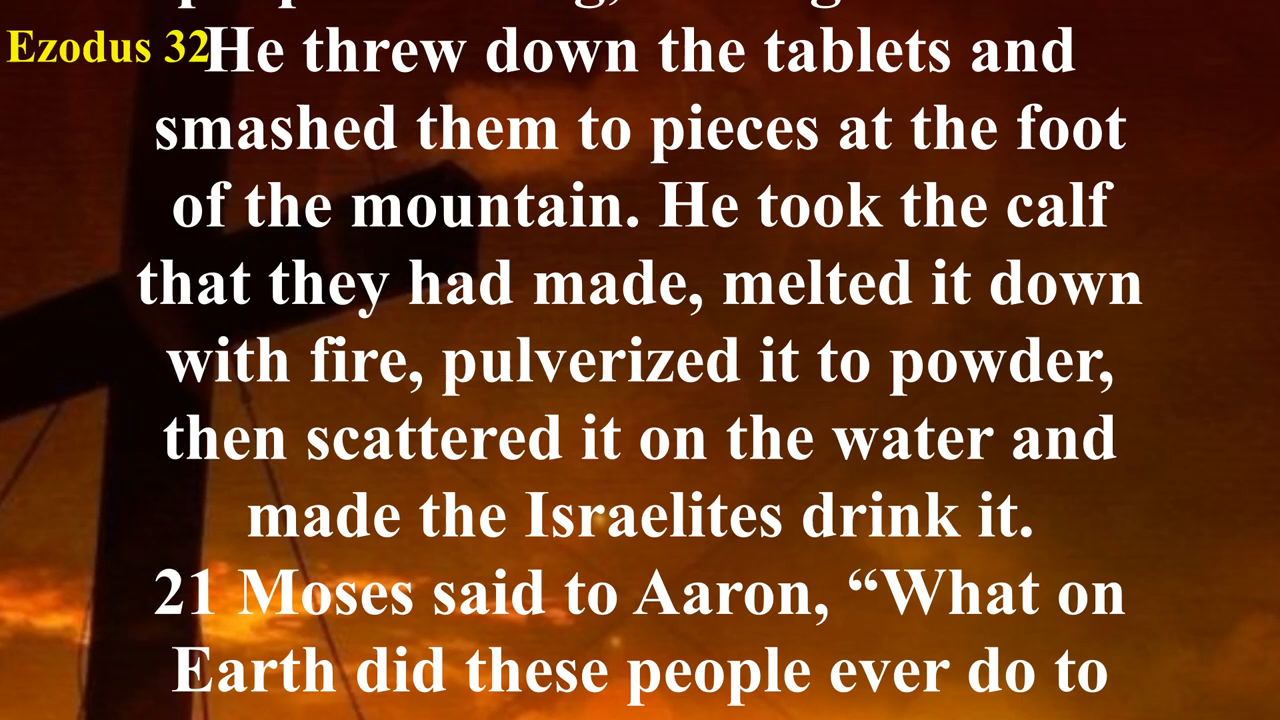 Ezodus 32
He threw down the tablets and
smashed them to pieces at the foot
of the mountain. He took the calf
that they had made, melted it down
with fire, pulverized it to powder,
then scattered it on the water and
made the Israelites drink it.
21 Moses said to Aaron, “What on
Earth did these people ever do to